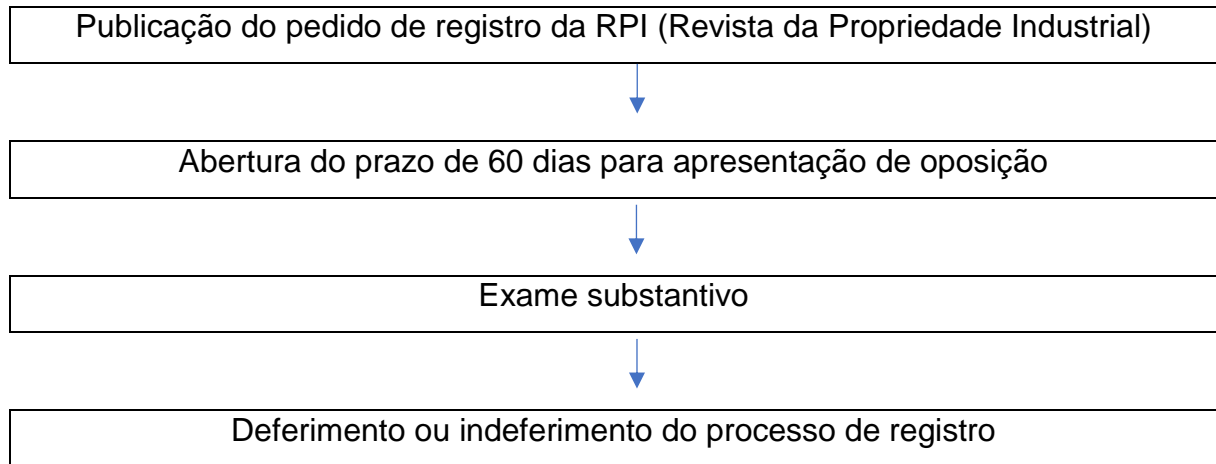 Publicação do pedido de registro da RPI (Revista da Propriedade Industrial)
Abertura do prazo de 60 dias para apresentação de oposição
Exame substantivo
Deferimento ou indeferimento do processo de registro